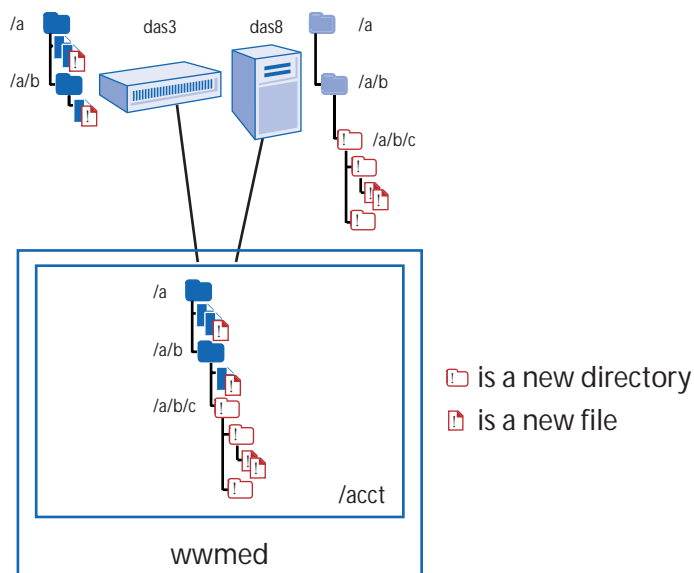 /a
das3
das8
/a
/a/b
/a/b
/a/b/c
/a
/a/b
/a/b/c
/acct
wwmed
! is a new directory
! is a new file